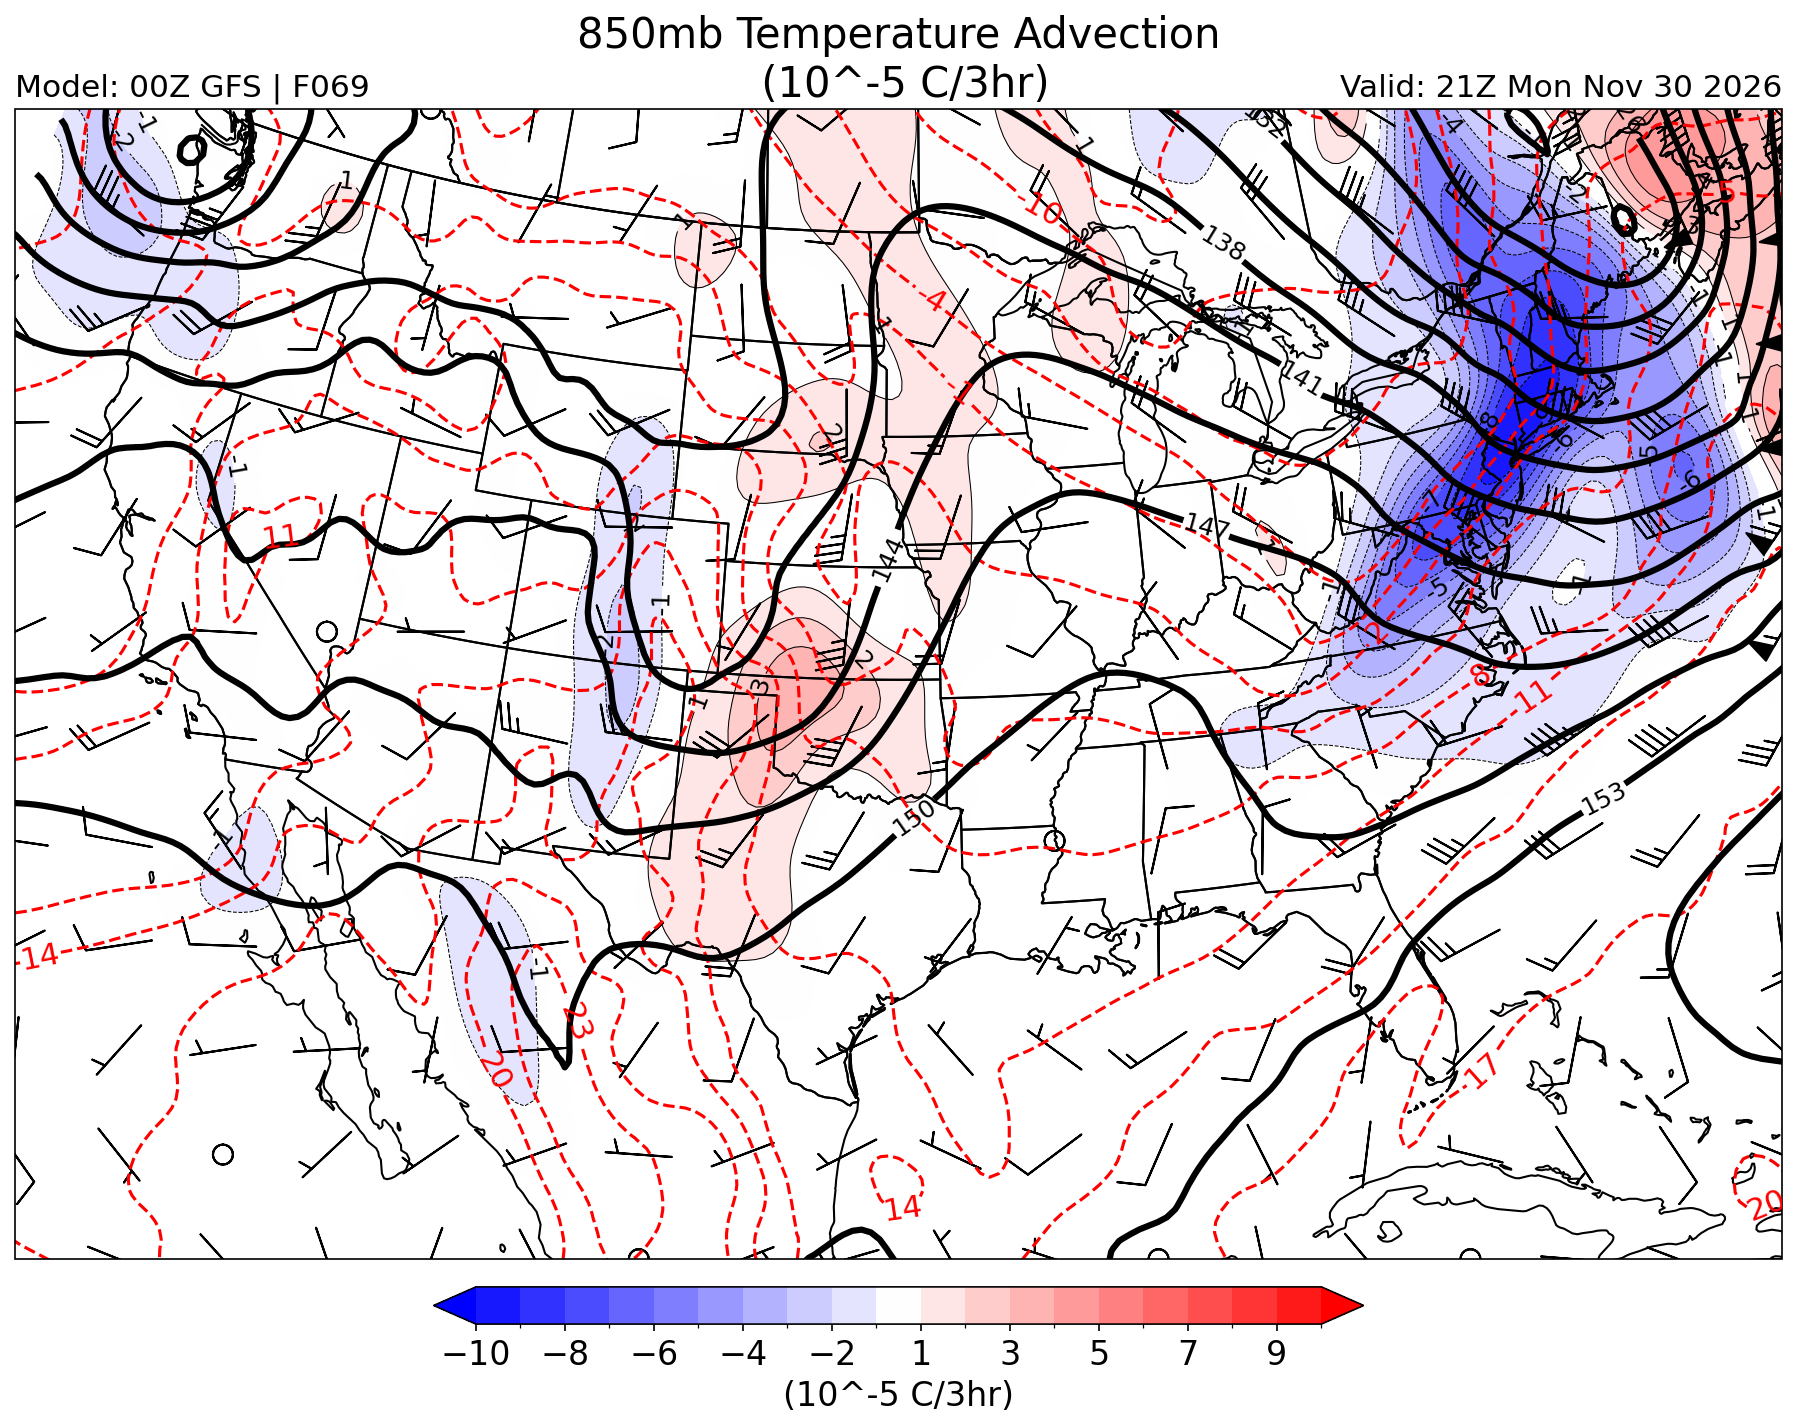 850mb Temperature Advection
(10^-5 C/3hr)
Model: 00Z GFS | F069
Valid: 21Z Mon Nov 30 2026
138
141
144
147
150
153
-10
-4
11
14
20
23
14
8
11
17
20
−10 −8 −6 −4 −2 1 3 5 7 9
(10^-5 C/3hr)